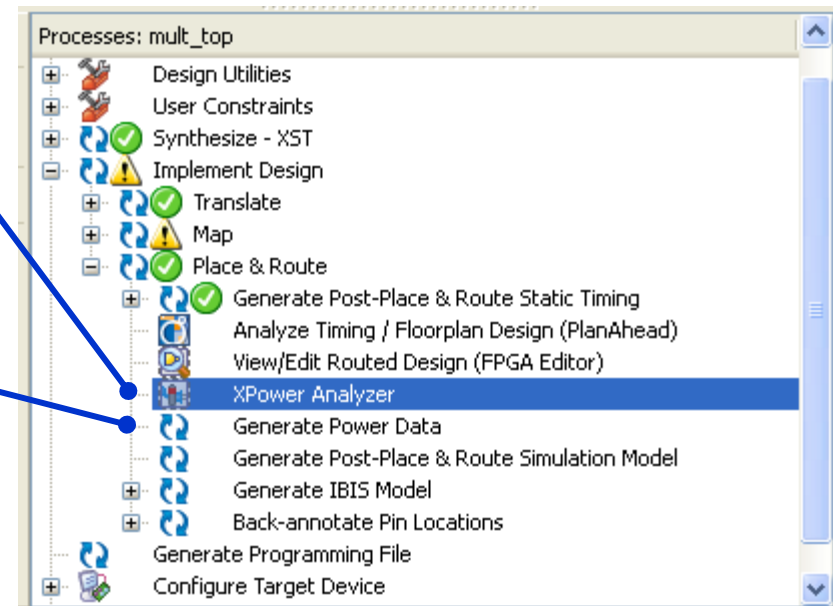 Processes: mult_top
Design Utilities
User Constraints
Synthesize - XST
Implement Design
Translate
Map
Place & Route
Generate Post-Place & Route Static Timing
Analyze Timing / Floorplan Design (PlanAhead)
View/Edit Routed Design (FPGA Editor)
XPower Analyzer
Generate Power Data
Generate Post-Place & Route Simulation Model
Generate IBIS Model
Back-annotate Pin Locations
Generate Programming File
Configure Target Device